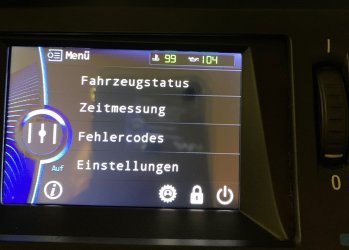 Menü
99 104
Fahrzeugstatus
Zeitmessung
Fehlercodes
Auf
Einstellungen